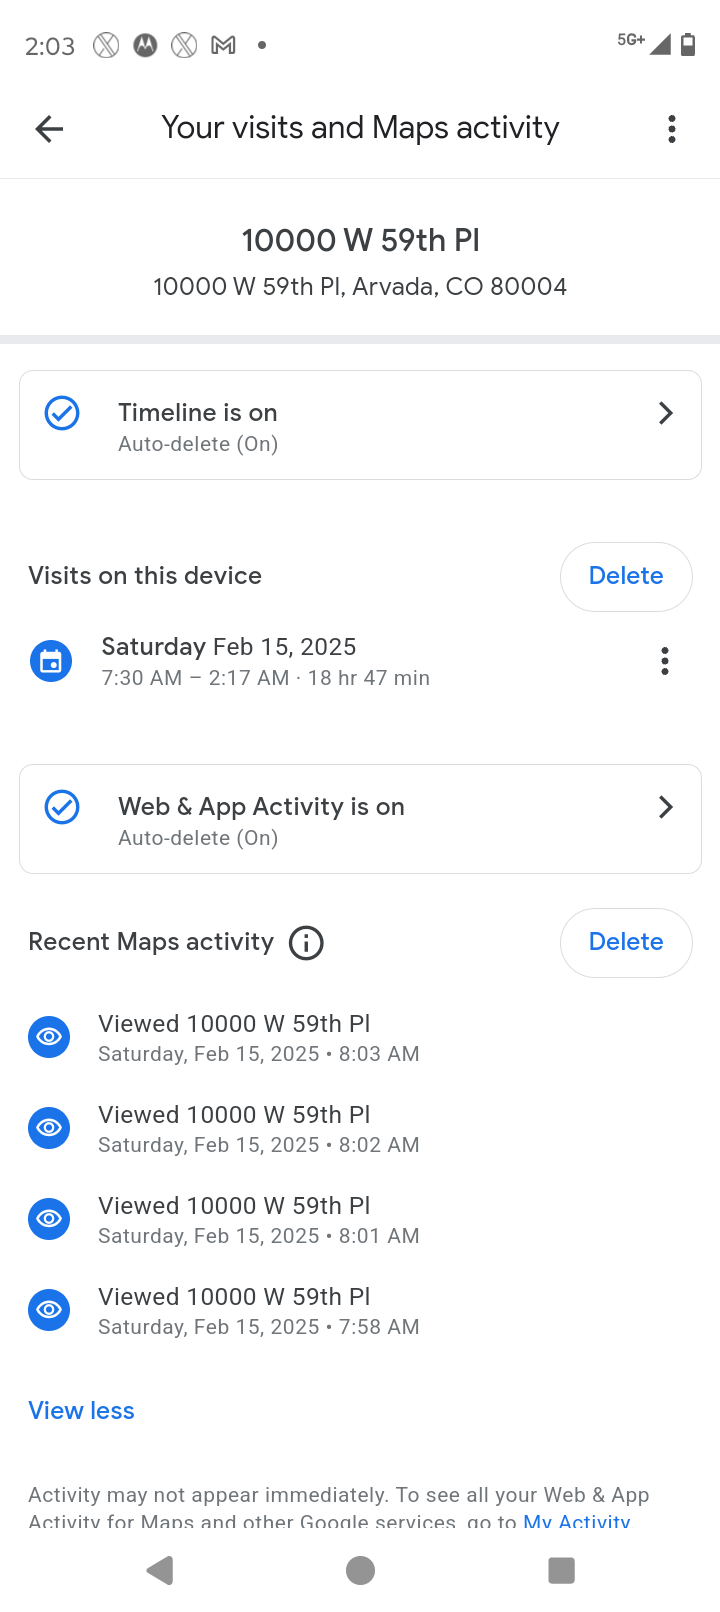 2:03
5G+
Your visits and Maps activity
10000 W 59th Pl
10000 W 59th Pl, Arvada, CO 80004
Timeline is on
Auto-delete (On)
Visits on this device
Delete
Saturday Feb 15, 2025
7:30 AM – 2:17 AM · 18 hr 47 min
Web & App Activity is on
Auto-delete (On)
Recent Maps activity
Delete
Viewed 10000 W 59th Pl
Saturday, Feb 15, 2025 • 8:03 AM
Viewed 10000 W 59th Pl
Saturday, Feb 15, 2025 • 8:02 AM
Viewed 10000 W 59th Pl
Saturday, Feb 15, 2025 • 8:01 AM
Viewed 10000 W 59th Pl
Saturday, Feb 15, 2025 • 7:58 AM
View less
Activity may not appear immediately. To see all your Web & App
Activity for Maps and other Google services, go to My Activity